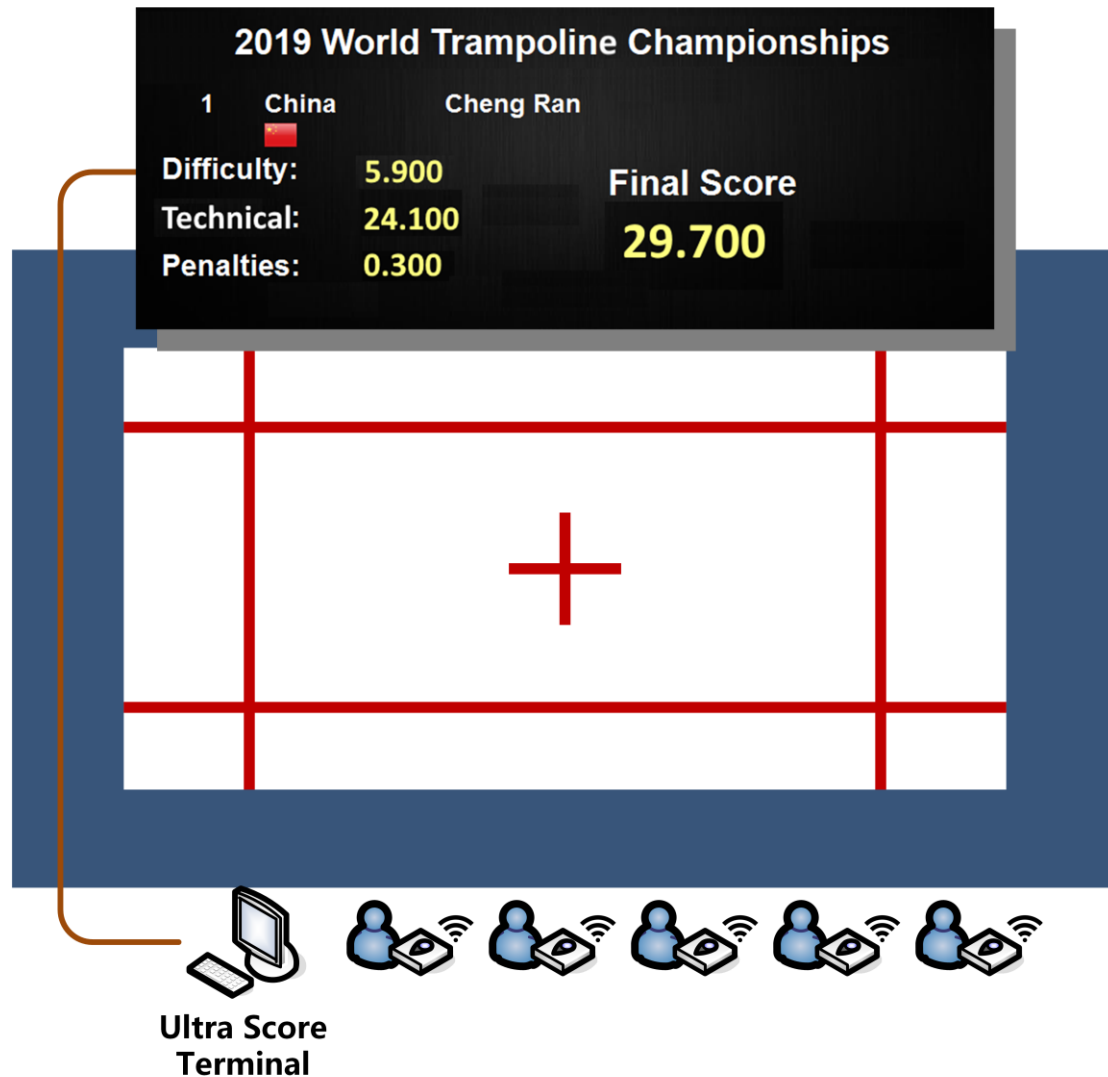 2019 World Trampoline Championships
1 China Cheng Ran
Difficulty: 5.900
Technical: 24.100
Penalties: 0.300
Final Score
29.700
Ultra Score
Terminal